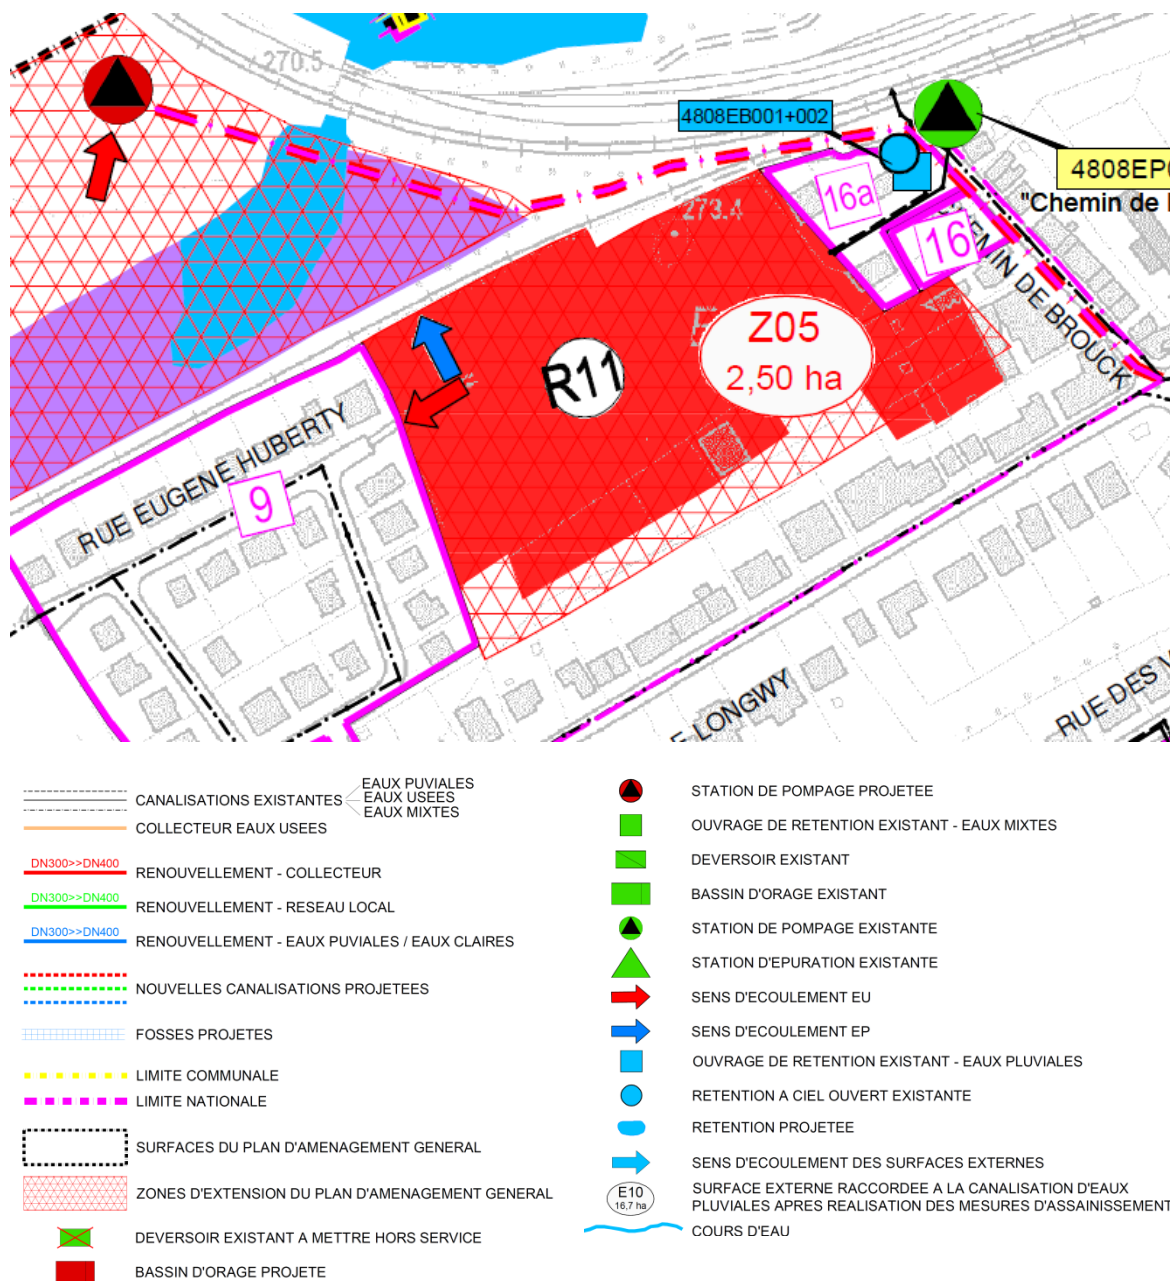 270.5
4808EB001+002
4808EP0
"Chemin de
16a
273.4
16
CHEMIN DE BROUCK
Z05
2,50 ha
R11
RUE EUGENE HUBERTY
9
LONGWY
RUE DES
EAUX PUVIALES
CANALISATIONS EXISTANTES
EAUX USEES
EAUX MIXTES
COLLECTEUR EAUX USEES
DN300>>DN400
RENOUVELLEMENT - COLLECTEUR
DN300>>DN400
RENOUVELLEMENT - RESEAU LOCAL
DN300>>DN400
RENOUVELLEMENT - EAUX PUVIALES / EAUX CLAIRES
NOUVELLES CANALISATIONS PROJETEES
FOSSES PROJETES
LIMITE COMMUNALE
LIMITE NATIONALE
SURFACES DU PLAN D'AMENAGEMENT GENERAL
ZONES D'EXTENSION DU PLAN D'AMENAGEMENT GENERAL
DEVERSOIR EXISTANT A METTRE HORS SERVICE
BASSIN D'ORAGE PROJETE
STATION DE POMPAGE PROJETEE
OUVRAGE DE RETENTION EXISTANT - EAUX MIXTES
DEVERSOIR EXISTANT
BASSIN D'ORAGE EXISTANT
STATION DE POMPAGE EXISTANTE
STATION D'EPURATION EXISTANTE
SENS D'ECOULEMENT EU
SENS D'ECOULEMENT EP
OUVRAGE DE RETENTION EXISTANT - EAUX PLUVIALES
RETENTION A CIEL OUVERT EXISTANTE
RETENTION PROJETEE
SENS D'ECOULEMENT DES SURFACES EXTERNES
E10
16,7 ha
SURFACE EXTERNE RACCORDEE A LA CANALISATION D'EAUX
PLUVIALES APRES REALISATION DES MESURES D'ASSAINISSEMENT
COURS D'EAU